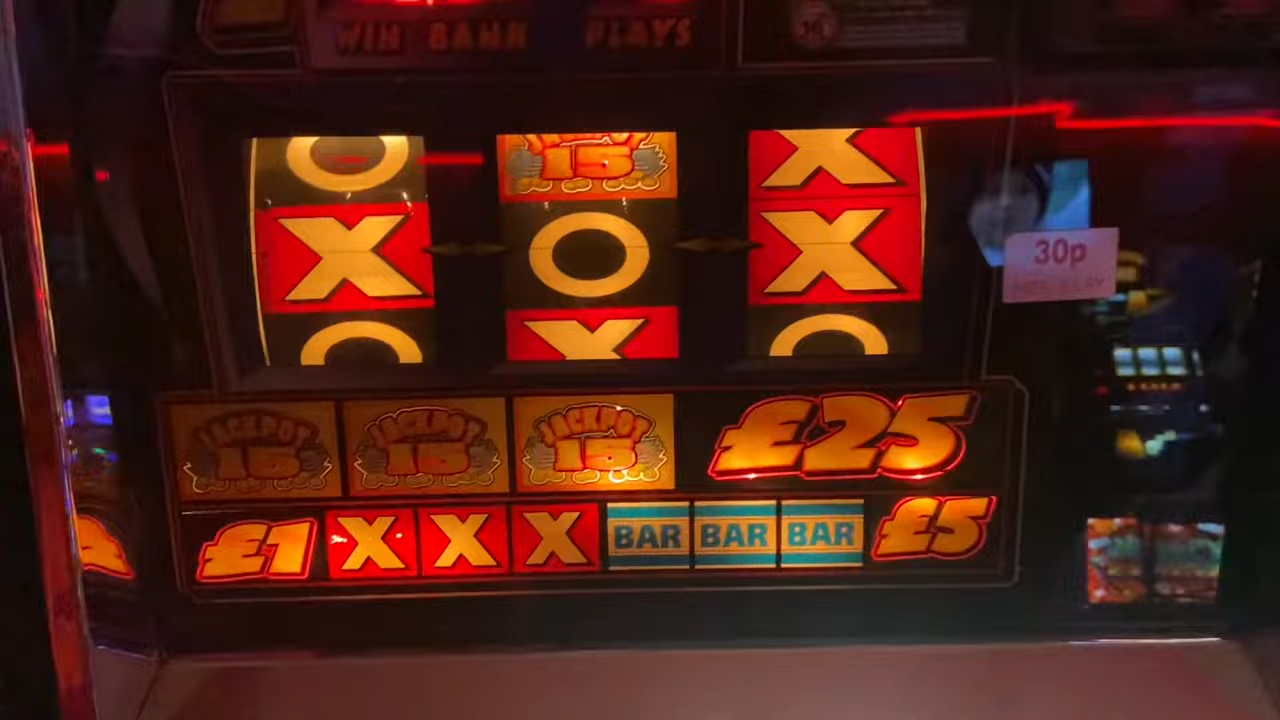 WIN BANK PLAYS
O JACKPOT 15 X
X O X
O X O
30p
JACKPOT 15 JACKPOT 15 JACKPOT 15 £25
£1 X X X BAR BAR BAR £5